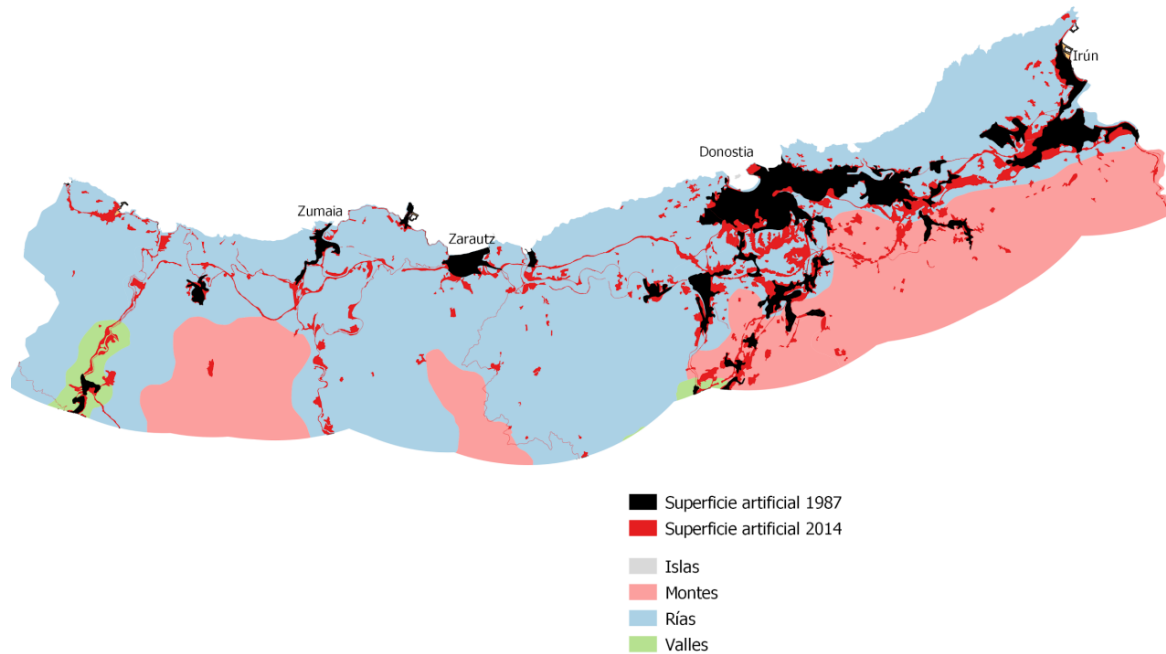 Irún
Donostia
Zumaia
Zarautz
Superficie artificial 1987
Superficie artificial 2014
Islas
Montes
Rías
Valles